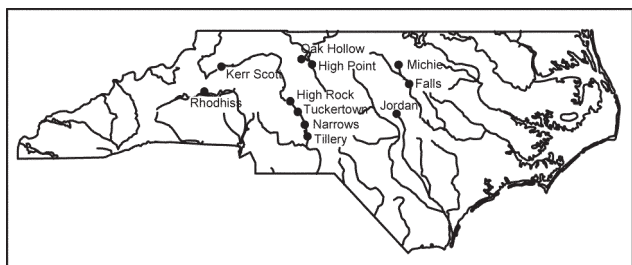 Oak Hollow
High Point
Michie
Kerr Scott
Falls
Rhodhiss
High Rock
Tuckertown
Jordan
Narrows
Tillery